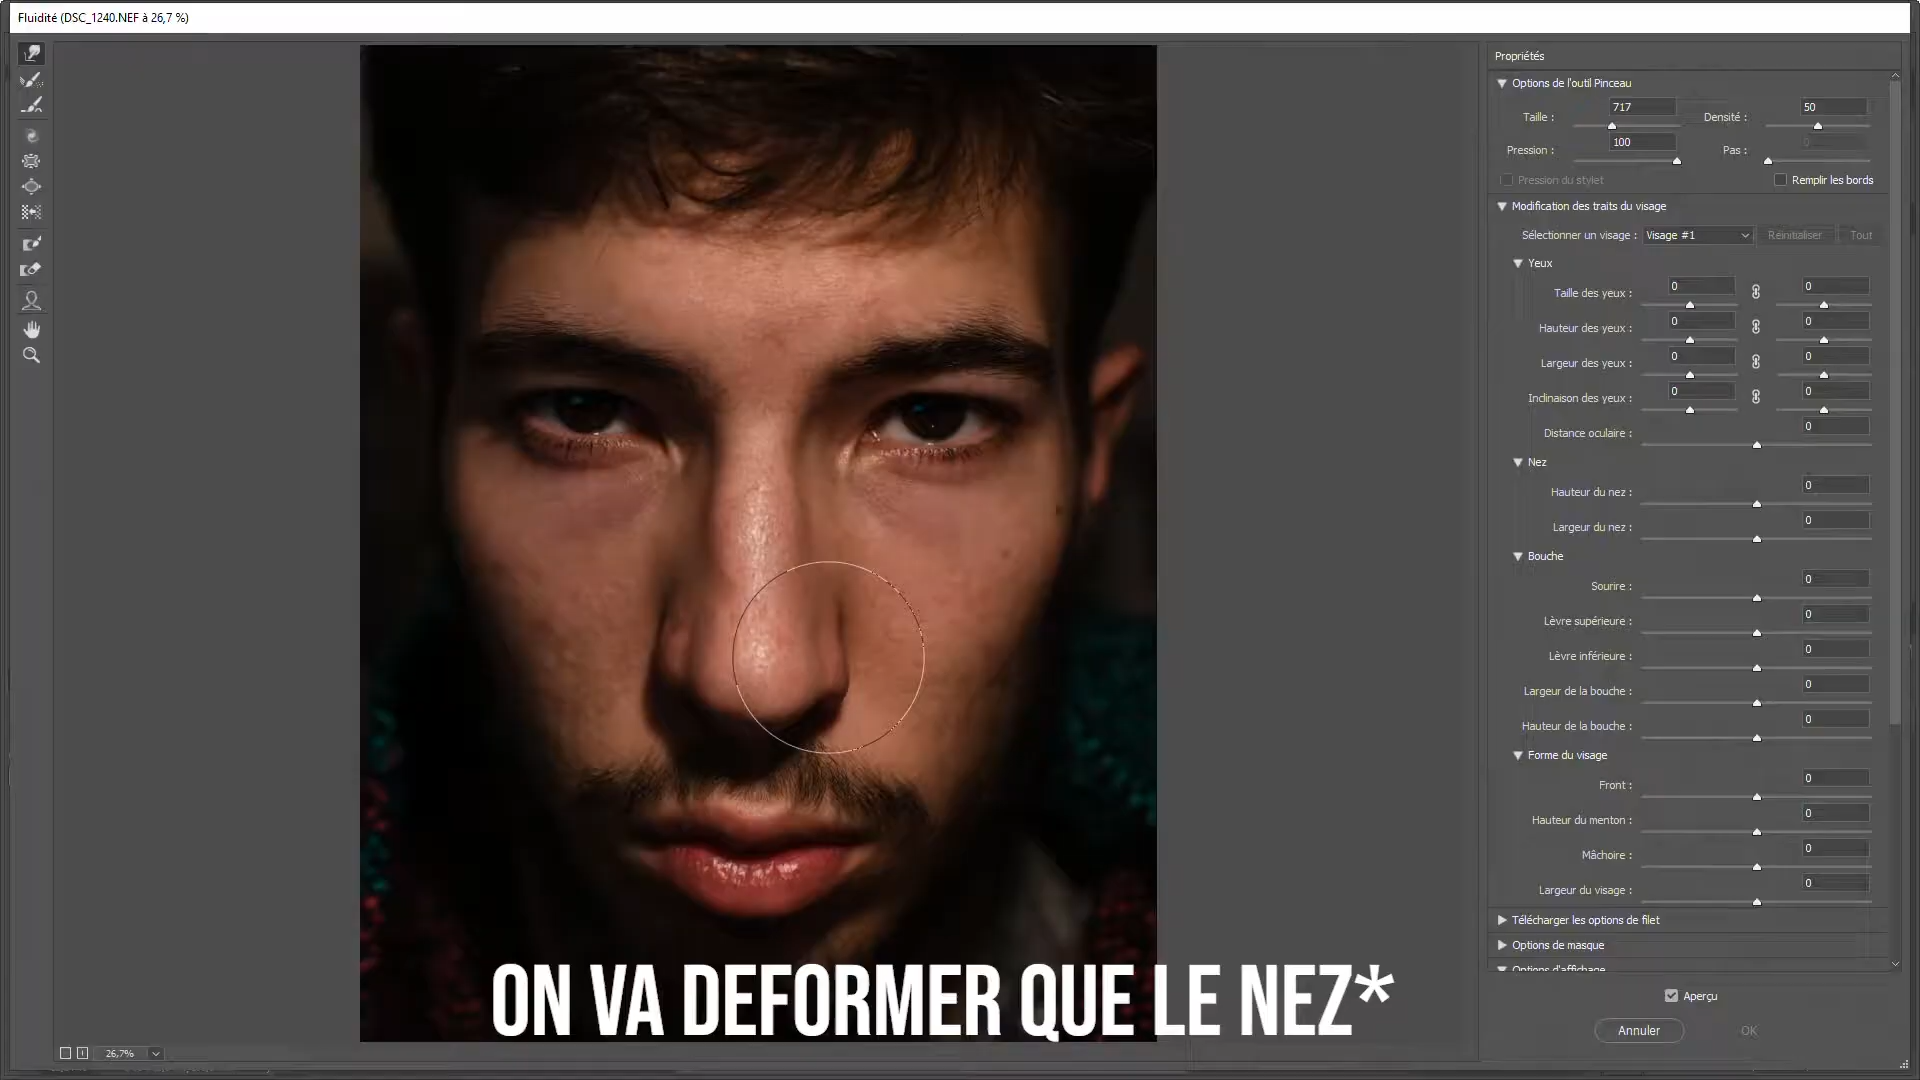 Fluidité (DSC_1240.NEF à 26,7 %)
Propriétés
Options de l'outil Pinceau
Taille : 717 Densité : 50
Pression : 100 Pas : 0
Pression du stylet Remplir les bords
Modification des traits du visage
Sélectionner un visage : Visage #1 Réinitialiser Tout
Yeux
Taille des yeux : 0 0
Hauteur des yeux : 0 0
Largeur des yeux : 0 0
Inclinaison des yeux : 0 0
Distance oculaire : 0
Nez
Hauteur du nez : 0
Largeur du nez : 0
Bouche
Sourire : 0
Lèvre supérieure : 0
Lèvre inférieure : 0
Largeur de la bouche : 0
Hauteur de la bouche : 0
Forme du visage
Front : 0
Hauteur du menton : 0
Mâchoire : 0
Largeur du visage : 0
Télécharger les options de filet
Options de masque
Options d'affichage
Aperçu
Annuler OK
ON VA DEFORMER QUE LE NEZ*
26,7%